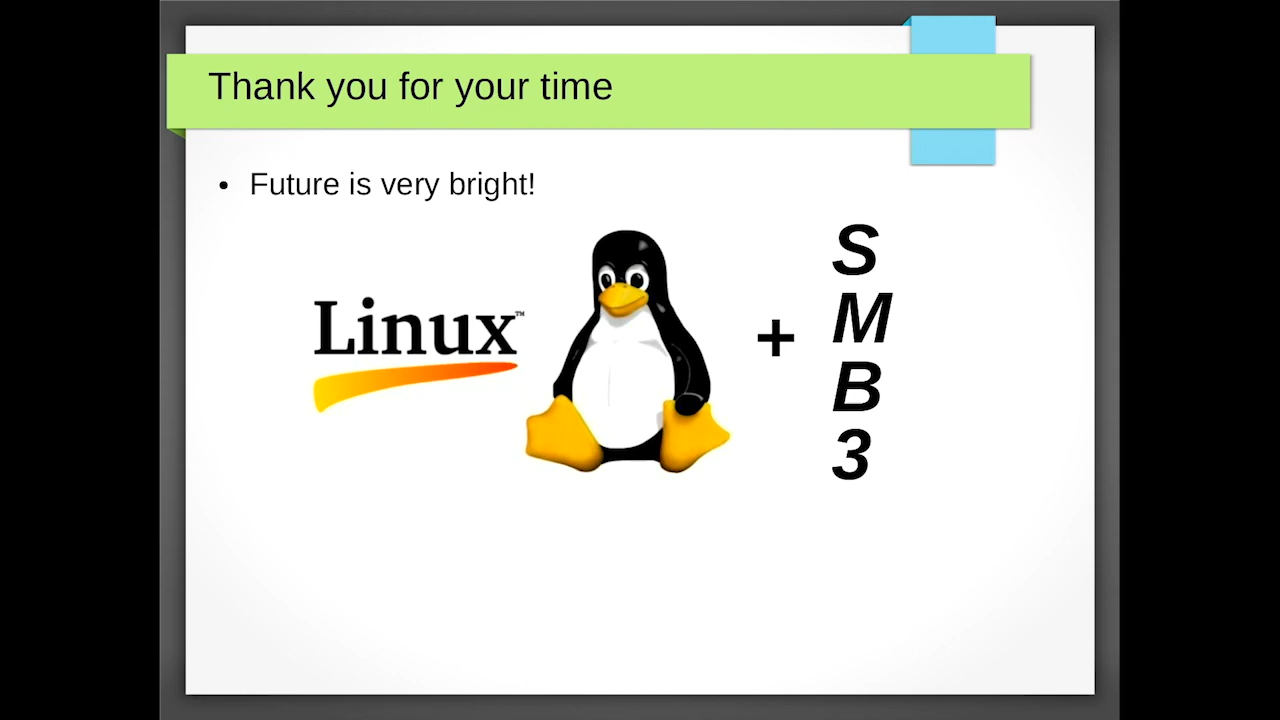 Thank you for your time
• Future is very bright!
Linux™
+
S
M
B
3